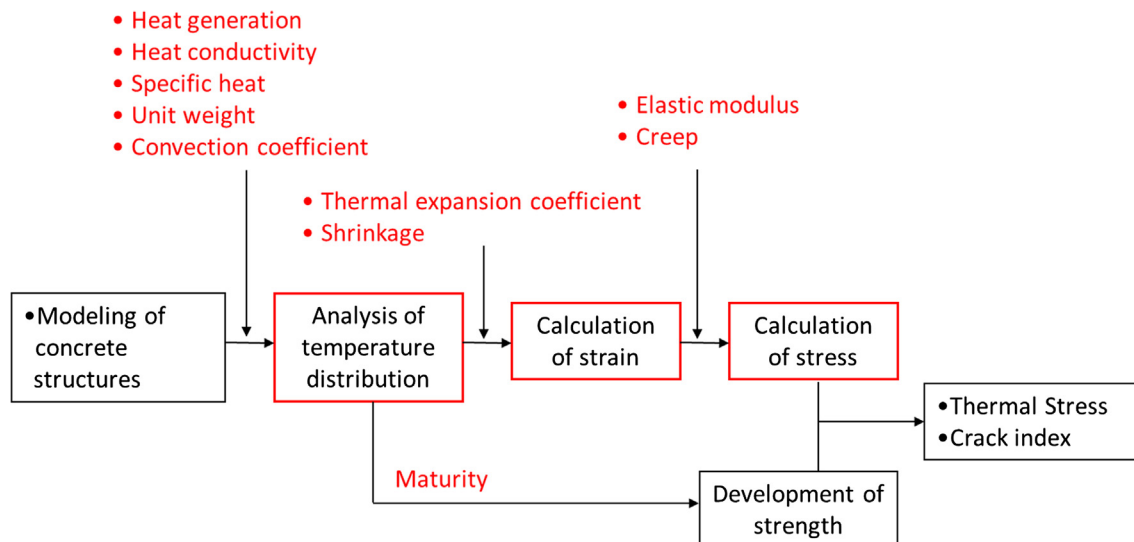 • Heat generation
• Heat conductivity
• Specific heat
• Unit weight
• Convection coefficient
• Elastic modulus
• Creep
• Thermal expansion coefficient
• Shrinkage
•Modeling of
concrete
structures
Analysis of
temperature
distribution
Calculation
of strain
Calculation
of stress
•Thermal Stress
•Crack index
Maturity
Development of
strength